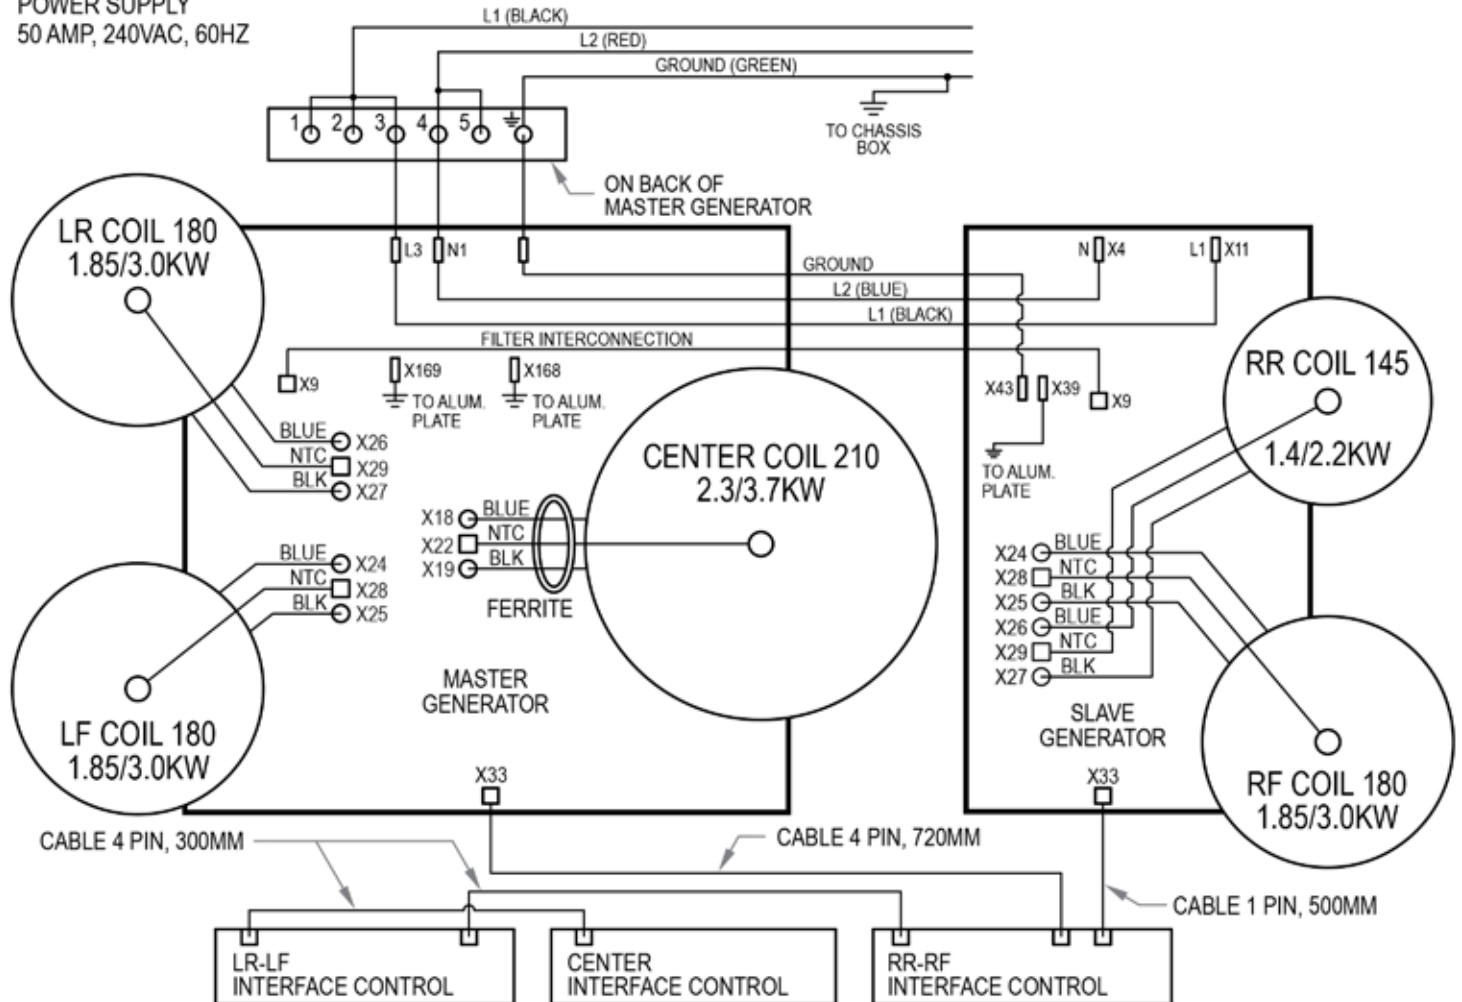 POWER SUPPLY
50 AMP, 240VAC, 60HZ
L1 (BLACK)
L2 (RED)
GROUND (GREEN)
1 2 3 4 5
TO CHASSIS
BOX
ON BACK OF
MASTER GENERATOR
LR COIL 180
1.85/3.0KW
L3
N1
N
X4
L1
X11
GROUND
L2 (BLUE)
L1 (BLACK)
FILTER INTERCONNECTION
X9
X169
TO ALUM.
PLATE
X168
TO ALUM.
PLATE
X43
X39
X9
TO ALUM.
PLATE
RR COIL 145
1.4/2.2KW
BLUE X26
NTC X29
BLK X27
CENTER COIL 210
2.3/3.7KW
X18 BLUE
X22 NTC
X19 BLK
FERRITE
BLUE X24
NTC X28
BLK X25
X24 BLUE
X28 NTC
X25 BLK
X26 BLUE
X29 NTC
X27 BLK
MASTER
GENERATOR
SLAVE
GENERATOR
LF COIL 180
1.85/3.0KW
RF COIL 180
1.85/3.0KW
X33
X33
CABLE 4 PIN, 300MM
CABLE 4 PIN, 720MM
CABLE 1 PIN, 500MM
LR-LF
INTERFACE CONTROL
CENTER
INTERFACE CONTROL
RR-RF
INTERFACE CONTROL